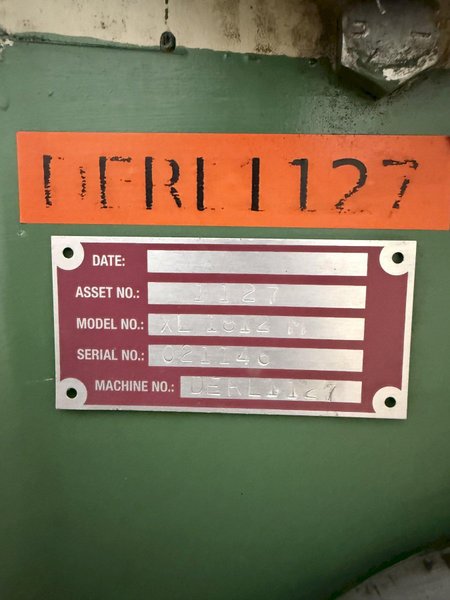 DERL1127
DATE:
ASSET NO.: 1127
MODEL NO.: XL 1612 M
SERIAL NO.: 021146
MACHINE NO.: DERL1127